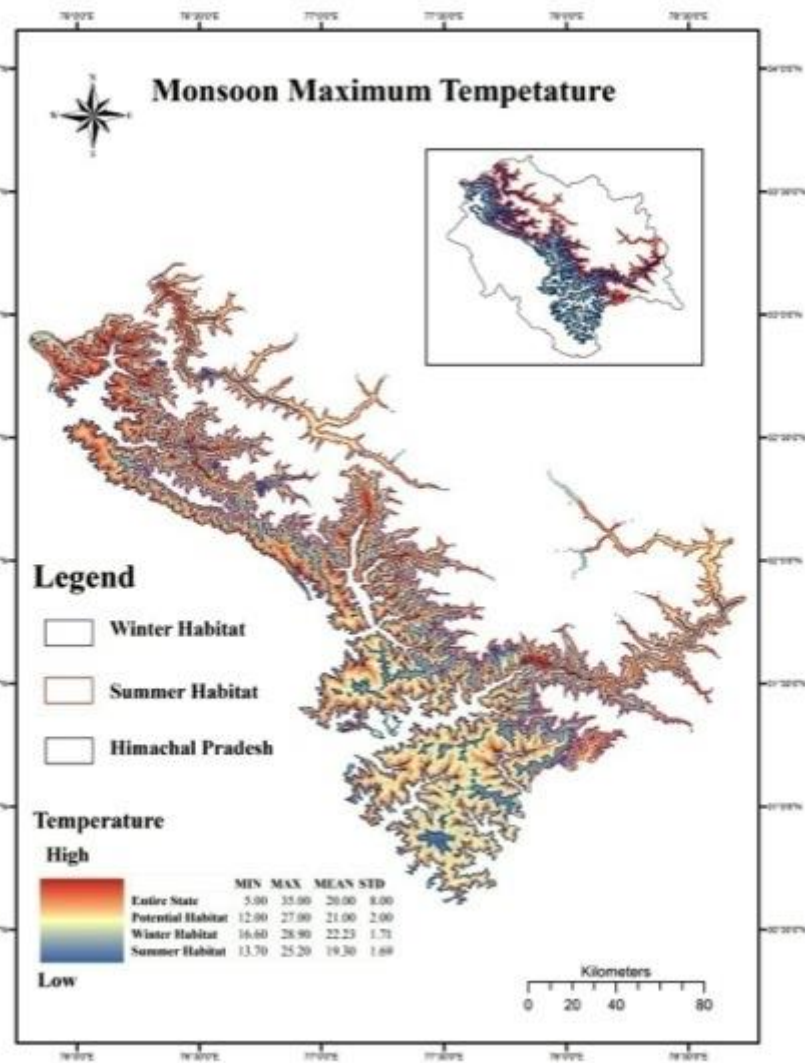 Monsoon Maximum Tempetature
N
W
E
S
Legend
Winter Habitat
Summer Habitat
Himachal Pradesh
Temperature
High
MIN MAX MEAN STD
Entire State 5.00 35.00 20.00 8.00
Potential Habitat 12.00 27.00 21.00 2.00
Winter Habitat 16.60 28.90 22.23 1.71
Summer Habitat 13.70 25.20 19.30 1.69
Low
Kilometers
0 20 40 80